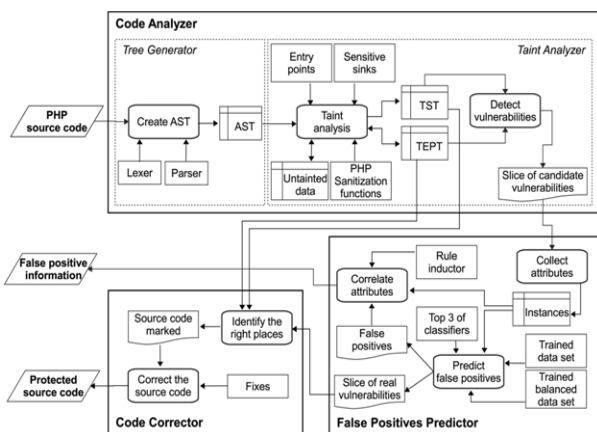 Code Analyzer
Tree Generator
Taint Analyzer
Entry
points
Sensitive
sinks
PHP
source code
Create AST
AST
Taint
analysis
TST
TEPT
Detect
vulnerabilities
Lexer
Parser
Untainted
data
PHP
Sanitization
functions
Slice of candidate
vulnerabilities
False positive
information
Rule
inductor
Collect
attributes
Correlate
attributes
Instances
Top 3 of
classifiers
Source code
marked
Identify the
right places
False
positives
Predict
false positives
Trained
data set
Protected
source code
Correct the
source code
Fixes
Slice of real
vulnerabilities
Trained
balanced
data set
Code Corrector
False Positives Predictor